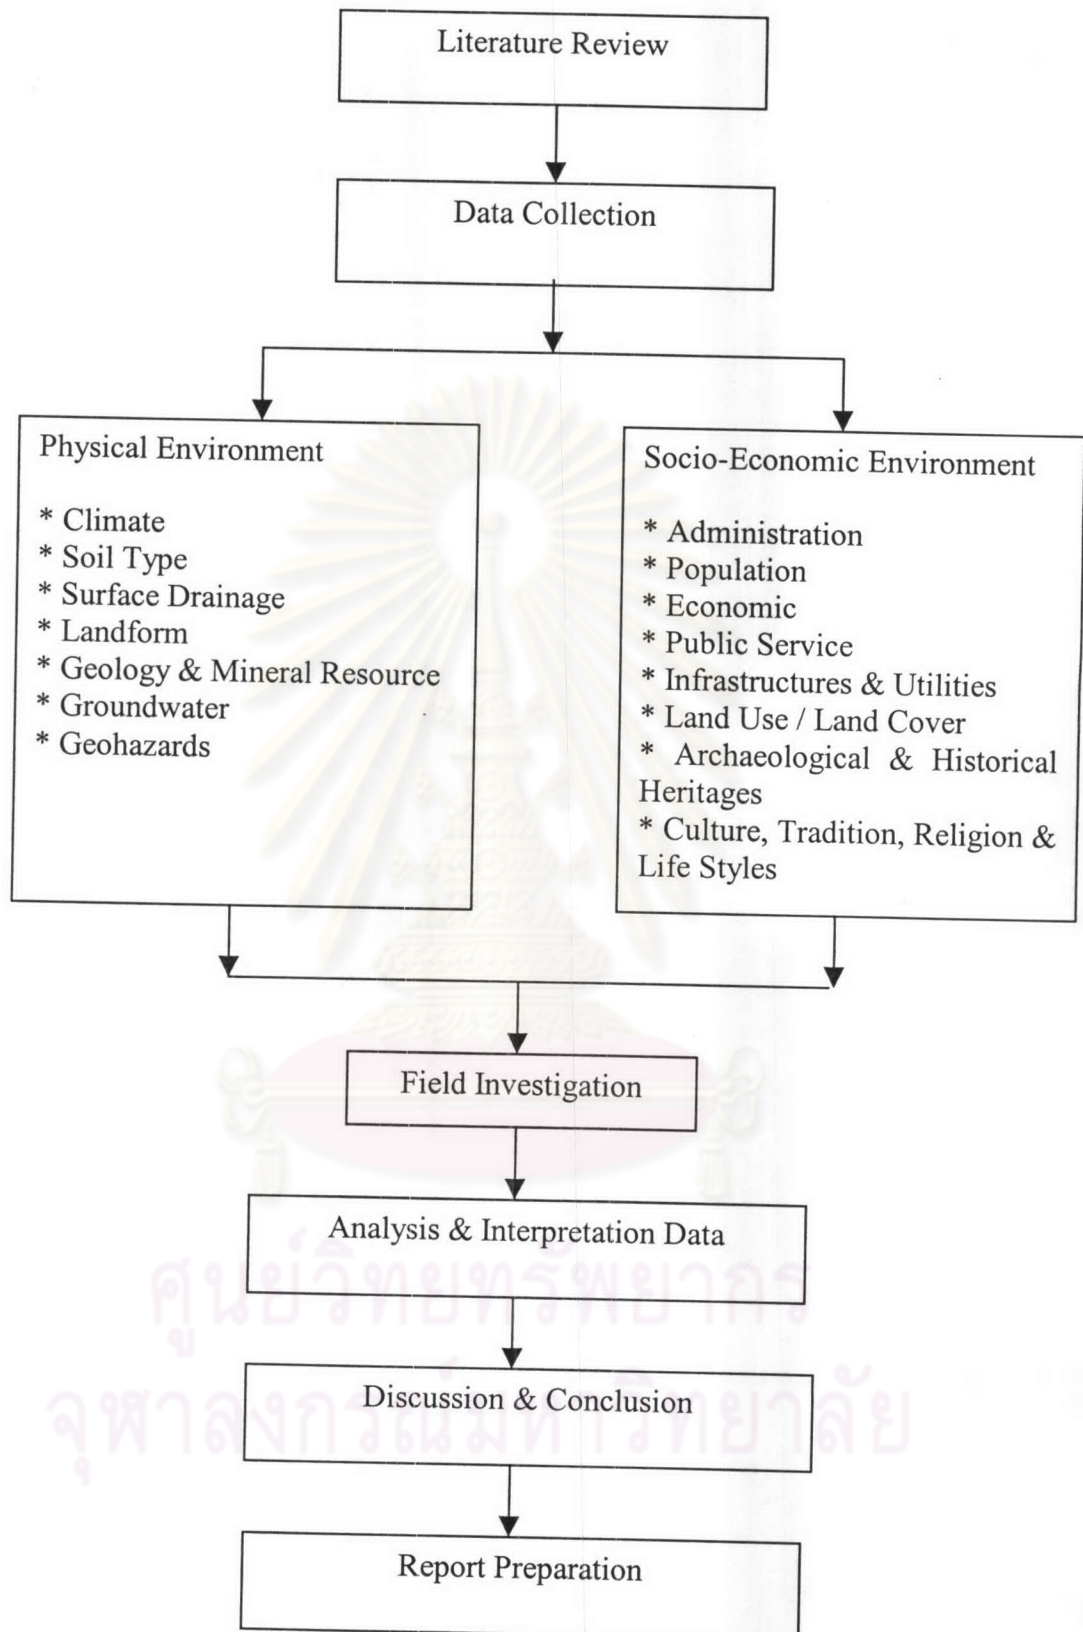 Literature Review
Data Collection
Physical Environment
* Climate
* Soil Type
* Surface Drainage
* Landform
* Geology & Mineral Resource
* Groundwater
* Geohazards
Socio-Economic Environment
* Administration
* Population
* Economic
* Public Service
* Infrastructures & Utilities
* Land Use / Land Cover
* Archaeological & Historical
Heritages
* Culture, Tradition, Religion &
Life Styles
Field Investigation
Analysis & Interpretation Data
ศูนย์วิทยทรัพยากร
Discussion & Conclusion
จุฬาลงกรณ์มหาวิทยาลัย
Report Preparation